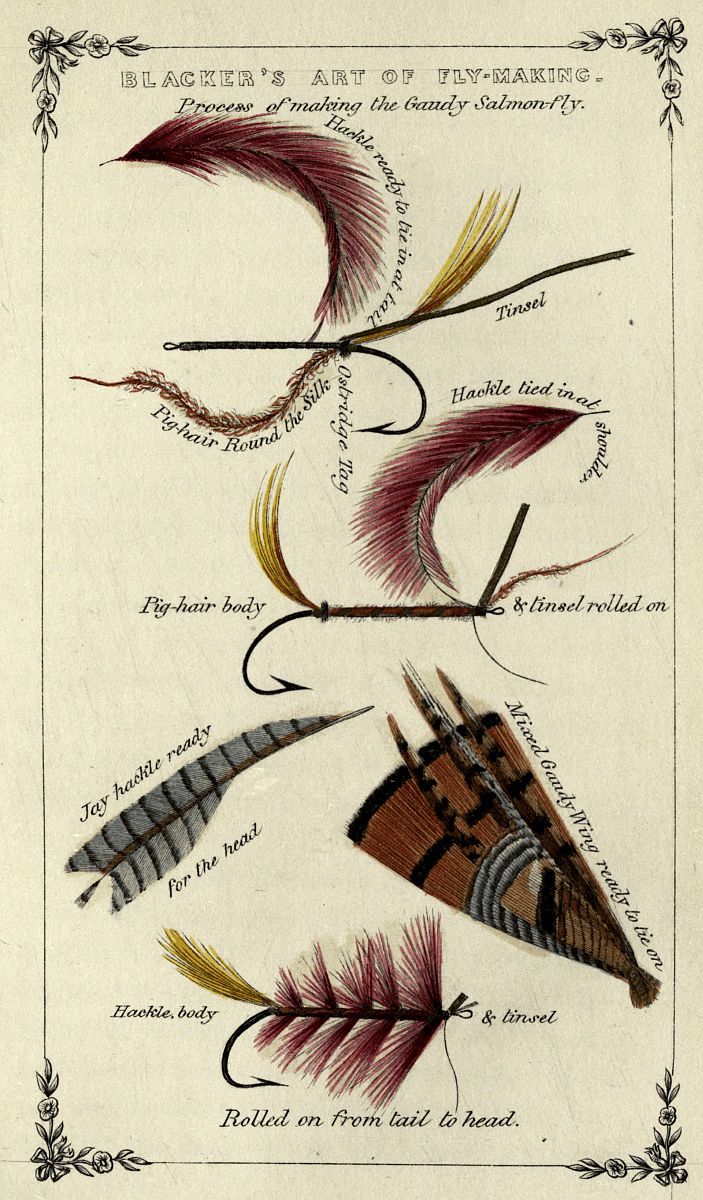 BLACKER'S ART OF FLY-MAKING.
Process of making the Gaudy Salmon-fly.
Hackle ready to tie in at tail
Tinsel
Pig-hair Round the Silk
Ostridge Tag
Hackle tied in at shoulder
Pig-hair body
& tinsel rolled on
Jay hackle ready
for the head
Mixed Gaudy Wing ready to tie on
Hackle, body
& tinsel
Rolled on from tail to head.